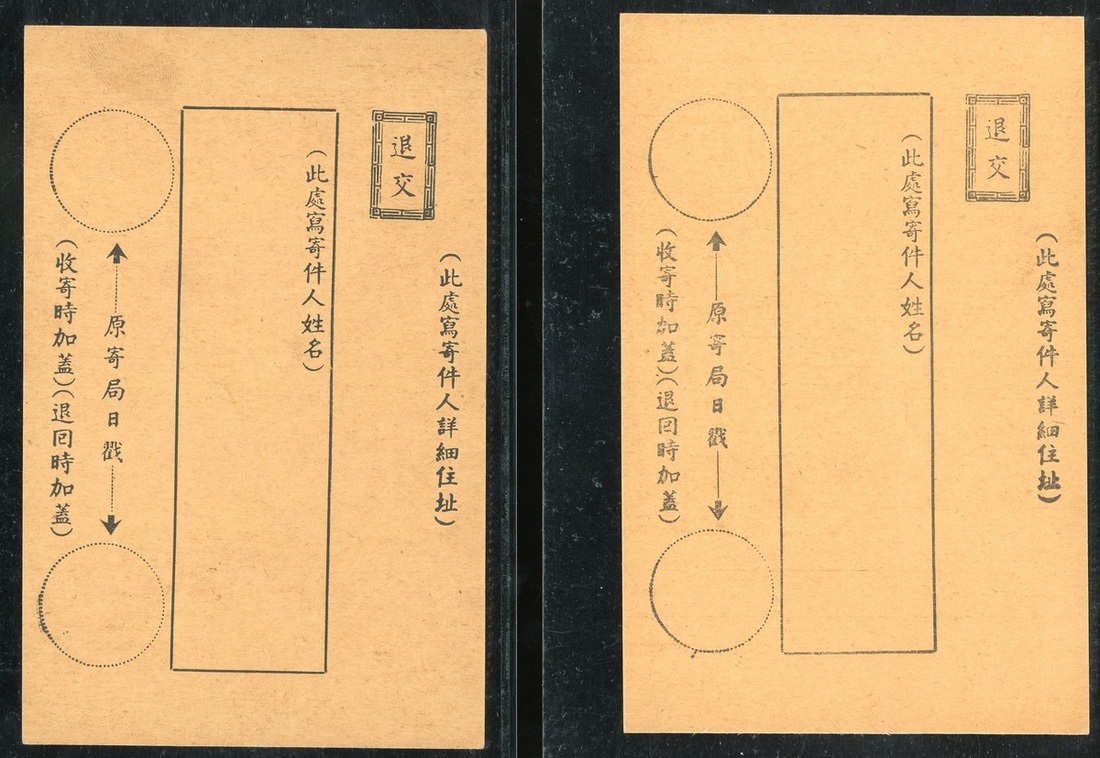 (此處寫寄件人詳細住址)
退交
(此處寫寄件人姓名)
原寄局日戳
(收寄時加蓋)(退回時加蓋)
(此處寫寄件人詳細住址)
退交
(此處寫寄件人姓名)
原寄局日戳
(收寄時加蓋)(退回時加蓋)